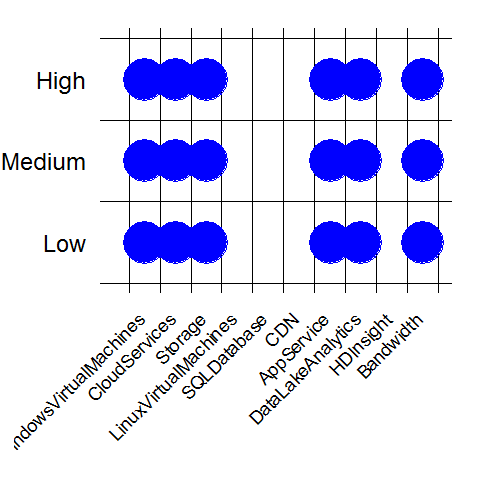 High
Medium
Low
ndowsVirtualMachines
CloudServices
Storage
LinuxVirtualMachines
SQLDatabase
CDN
AppService
DataLakeAnalytics
HDInsight
Bandwidth